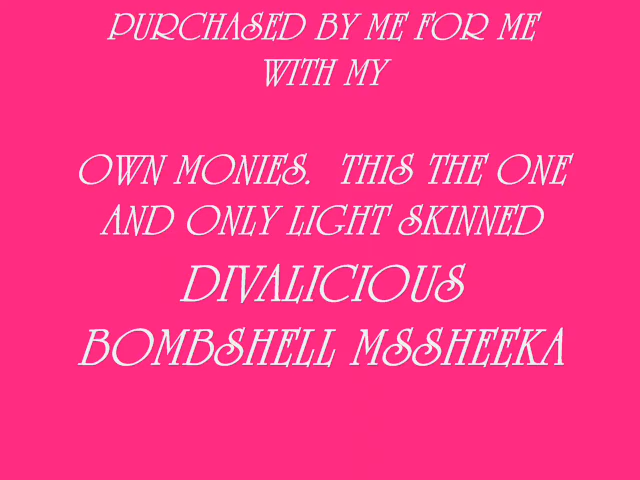 PURCHASED BY ME FOR ME
WITH MY
OWN MONIES. THIS THE ONE
AND ONLY LIGHT SKINNED
DIVALICIOUS
BOMBSHELL MSSHEEKA